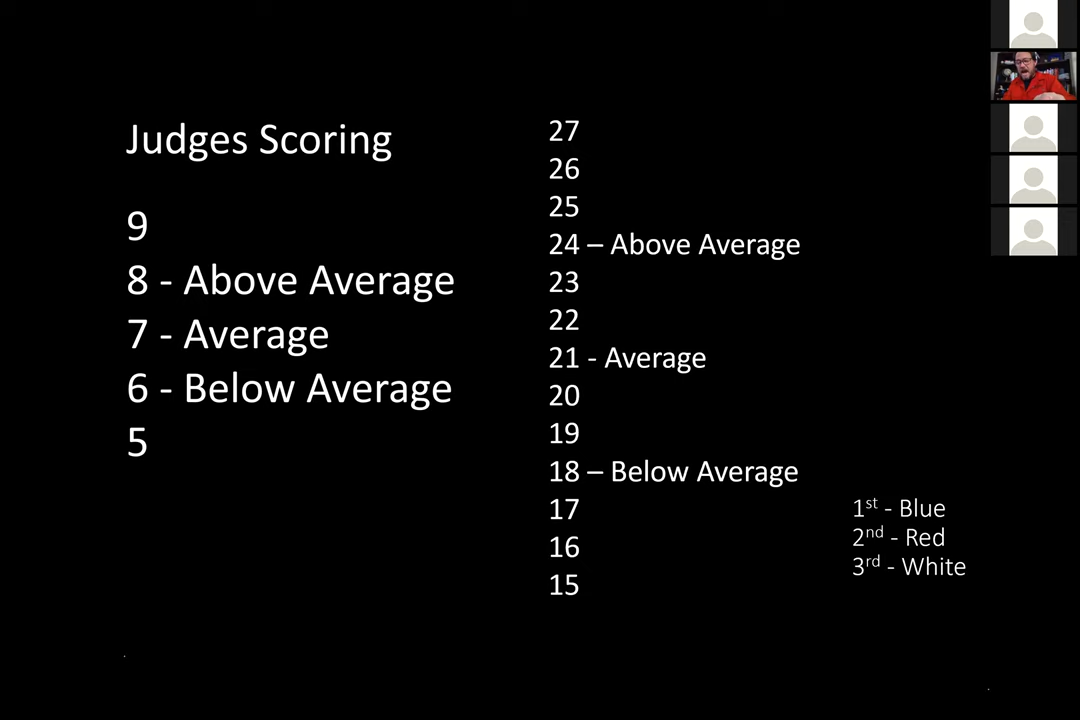 Judges Scoring
9
8 - Above Average
7 - Average
6 - Below Average
5
27
26
25
24 – Above Average
23
22
21 - Average
20
19
18 – Below Average
17
16
15
1st - Blue
2nd - Red
3rd - White